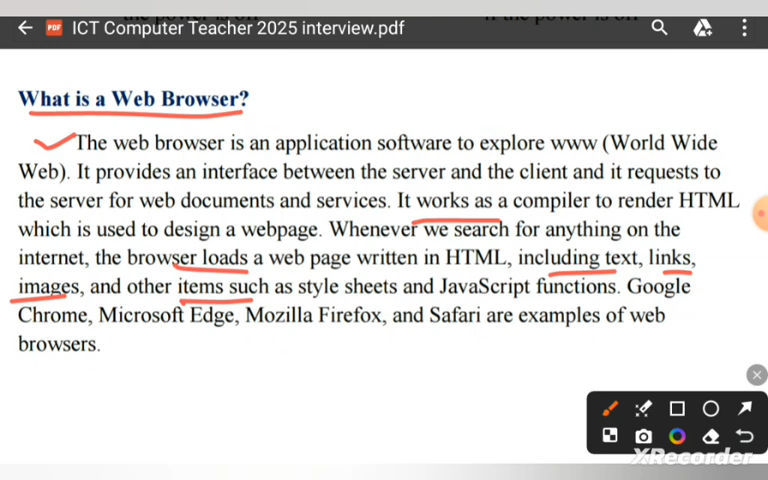 ICT Computer Teacher 2025 interview.pdf
What is a Web Browser?
The web browser is an application software to explore www (World Wide
Web). It provides an interface between the server and the client and it requests to
the server for web documents and services. It works as a compiler to render HTML
which is used to design a webpage. Whenever we search for anything on the
internet, the browser loads a web page written in HTML, including text, links,
images, and other items such as style sheets and JavaScript functions. Google
Chrome, Microsoft Edge, Mozilla Firefox, and Safari are examples of web
browsers.
XRecorder